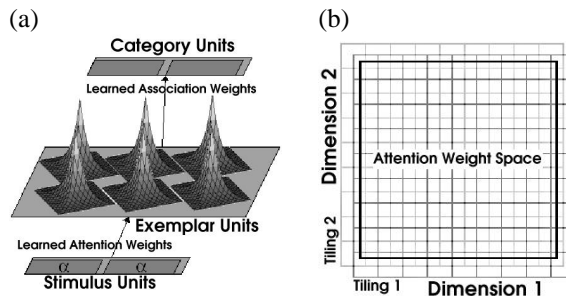 (a)
Category Units
Learned Association Weights
Exemplar Units
Learned Attention Weights
α α
Stimulus Units
(b)
Dimension 2
Attention Weight Space
Tiling 2
Tiling 1 Dimension 1